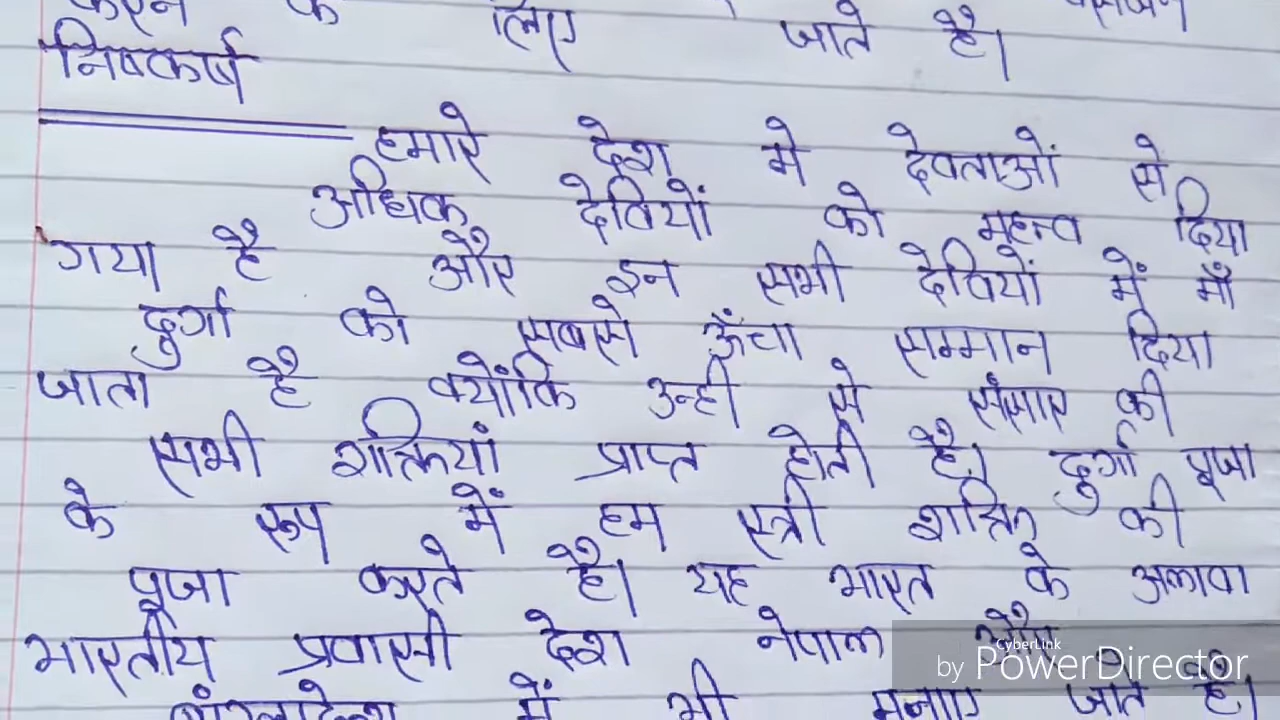 करने के लिए जाते है।
निष्कर्ष
हमारे देश मे देवताओं से
अधिक देवियों को महत्व दिया
गया है और इन सभी देवियों में माँ
दुर्गा को सबसे ऊँचा सम्मान दिया
जाता है क्योंकि उन्ही से संसार की
सभी शक्तियां प्राप्त होती है। दुर्गा पूजा
के रूप में हम स्त्री शक्ति की
पूजा करते है। यह भारत के अलावा
भारतीय प्रवासी देश नेपाल और
बांग्लादेश में भी मनाए जाते है।
CyberLink
by PowerDirector